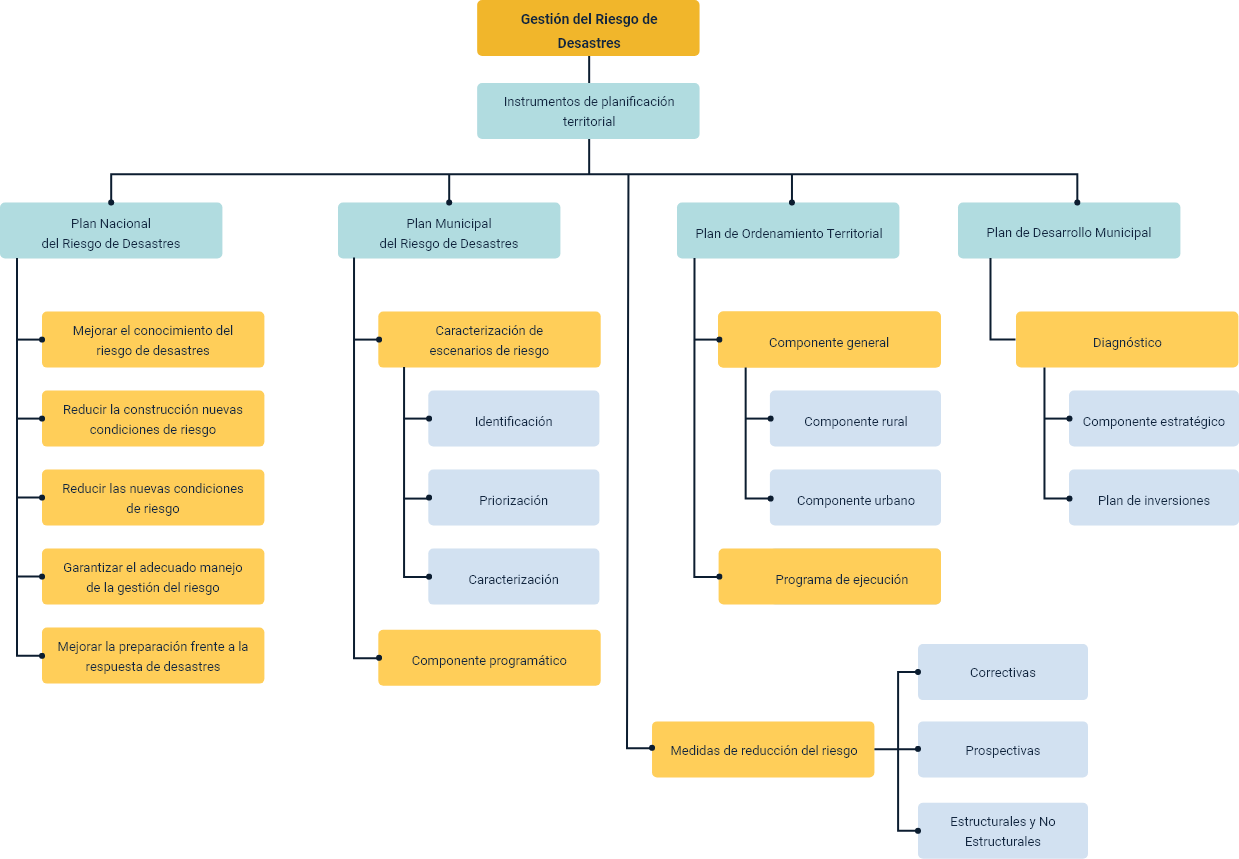 Gestión del Riesgo de
Desastres
Instrumentos de planificación
territorial
Plan Nacional
del Riesgo de Desastres
Mejorar el conocimiento del
riesgo de desastres
Reducir la construcción nuevas
condiciones de riesgo
Reducir las nuevas condiciones
de riesgo
Garantizar el adecuado manejo
de la gestión del riesgo
Mejorar la preparación frente a la
respuesta de desastres
Plan Municipal
del Riesgo de Desastres
Caracterización de
escenarios de riesgo
Identificación
Priorización
Caracterización
Componente programático
Plan de Ordenamiento Territorial
Componente general
Componente rural
Componente urbano
Programa de ejecución
Plan de Desarrollo Municipal
Diagnóstico
Componente estratégico
Plan de inversiones
Medidas de reducción del riesgo
Correctivas
Prospectivas
Estructurales y No
Estructurales